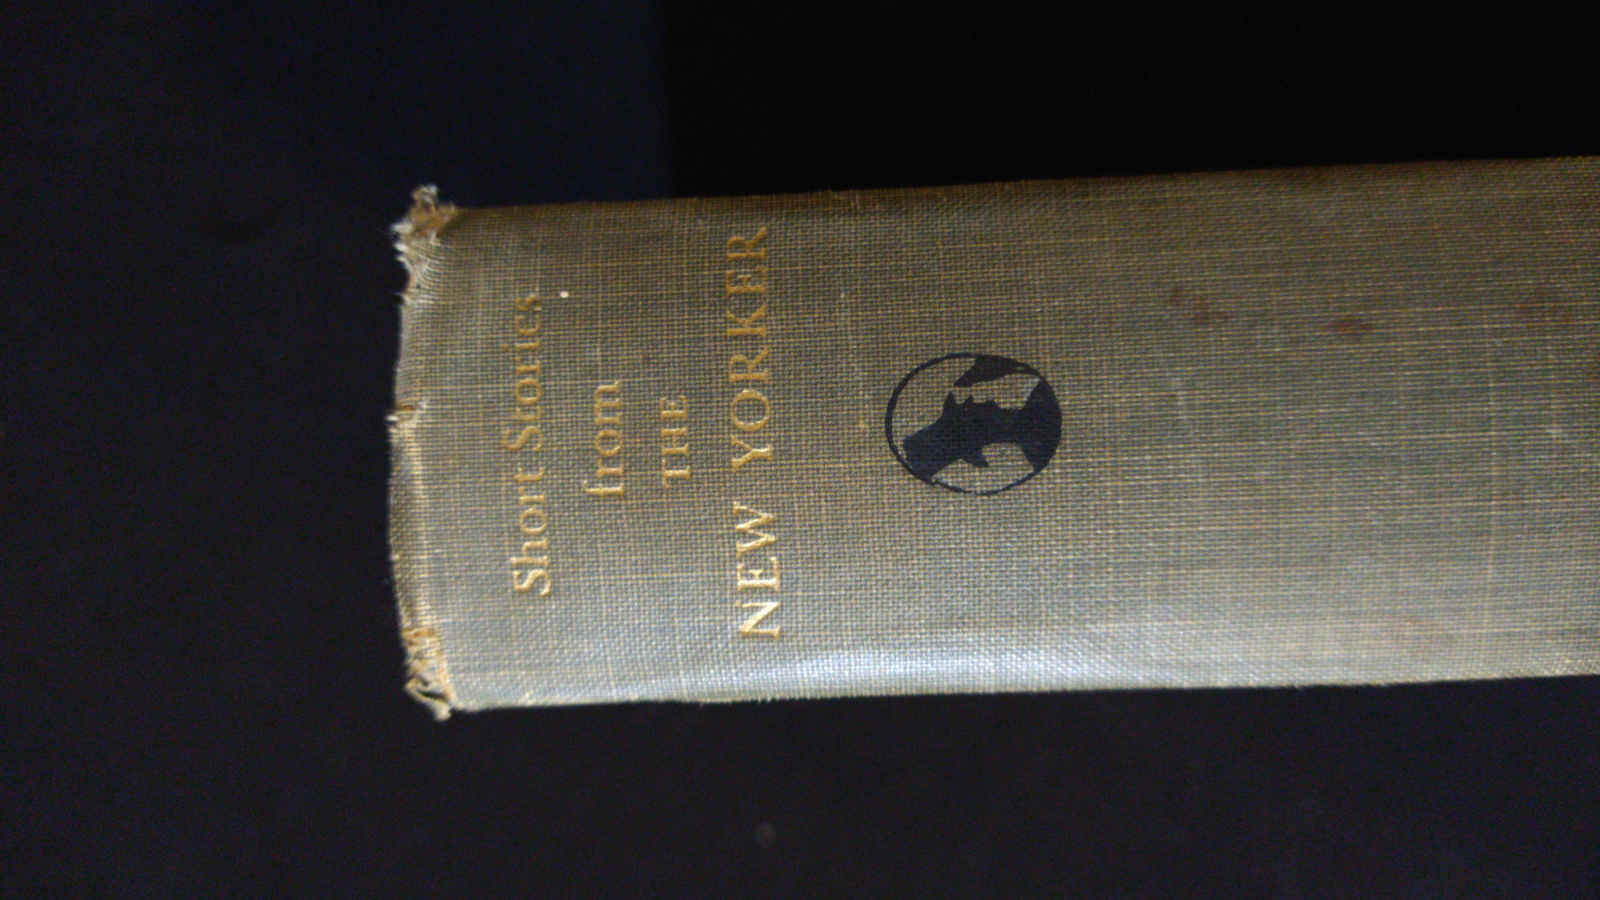 Short Stories
from
THE
NEW YORKER